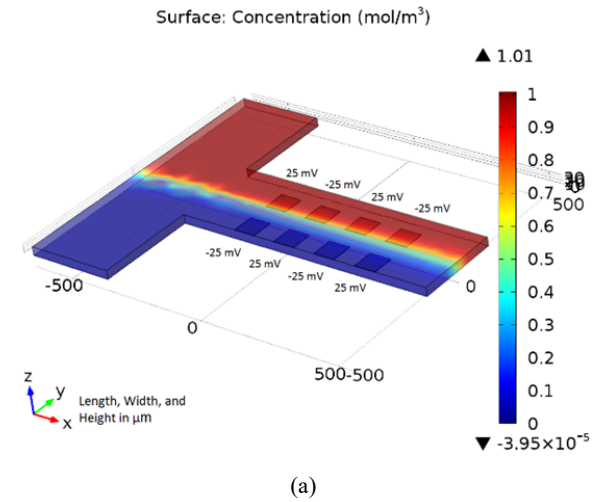 Surface: Concentration (mol/m³)
▲ 1.01
1
0.9
0.8
0.7
0.6
0.5
0.4
0.3
0.2
0.1
0
▼ -3.95×10⁻⁵
500
0
25 mV
-25 mV
25 mV
-25 mV
-25 mV
25 mV
-25 mV
25 mV
-500
0
500-500
z
y
x
Length, Width, and
Height in µm
(a)